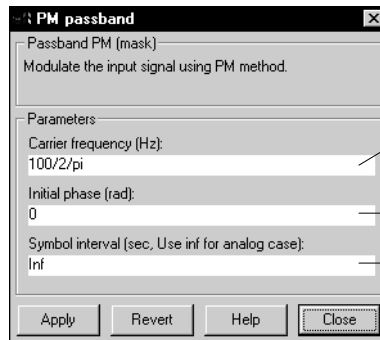 PM passband
Passband PM (mask)
Modulate the input signal using PM method.
Parameters
Carrier frequency (Hz):
100/2/pi
Initial phase (rad):
0
Symbol interval (sec, Use inf for analog case):
Inf
Apply Revert Help Close